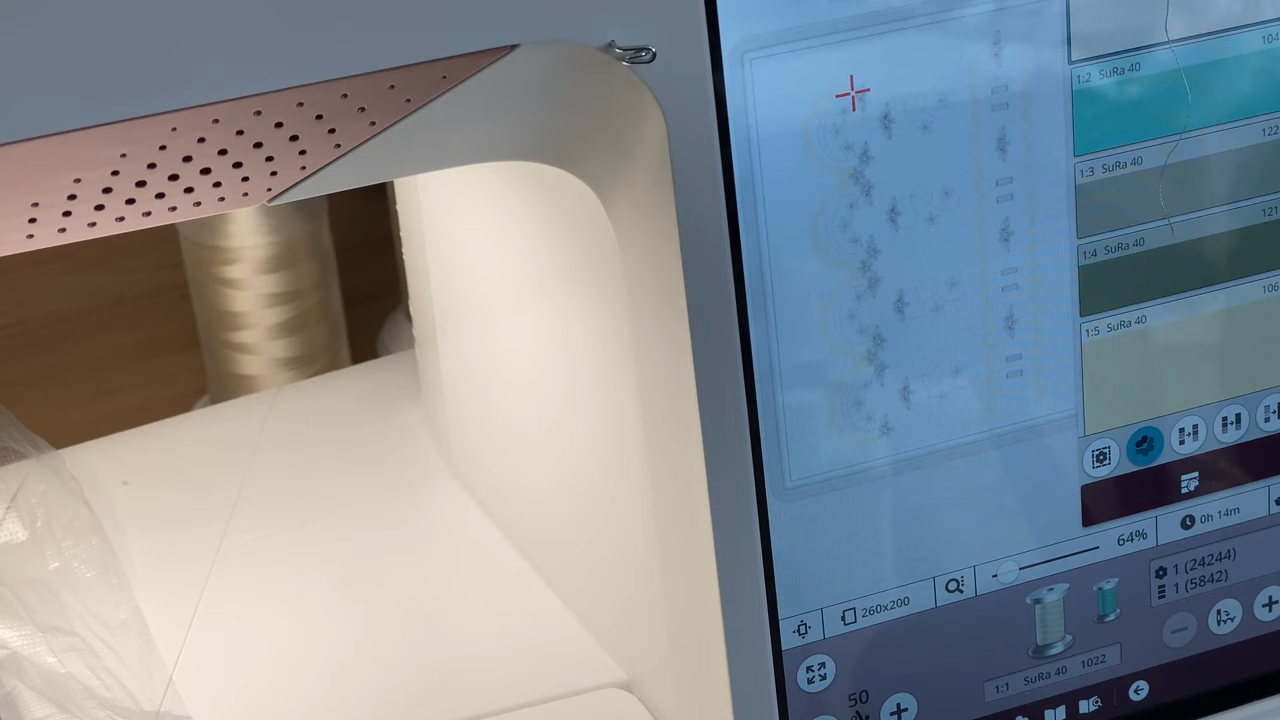 104
1:2 SuRa 40
122
1:3 SuRa 40
121
1:4 SuRa 40
106
1:5 SuRa 40
64%
0h 14m
260x200
1 (24244)
1 (5842)
1:1 SuRa 40 1022
50